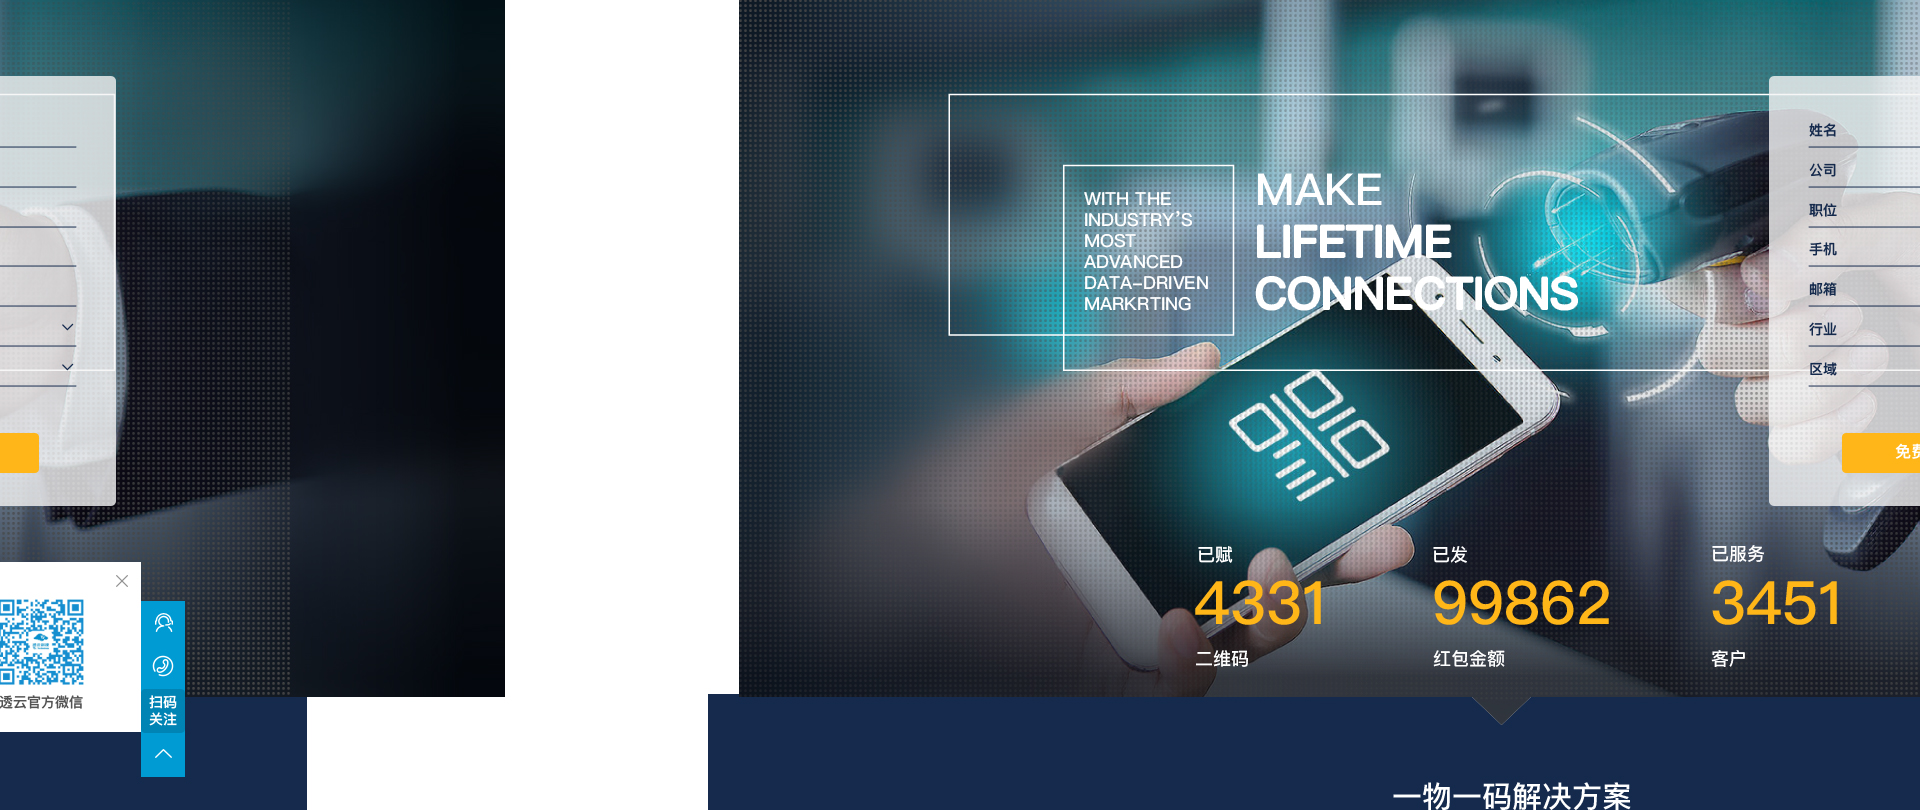 透云官方微信
扫码
关注
WITH THE
INDUSTRY’S
MOST
ADVANCED
DATA-DRIVEN
MARKRTING
MAKE
LIFETIME
CONNECTIONS
姓名
公司
职位
手机
邮箱
行业
区域
免费
已赋
4331
二维码
已发
99862
红包金额
已服务
3451
客户
一物一码解决方案